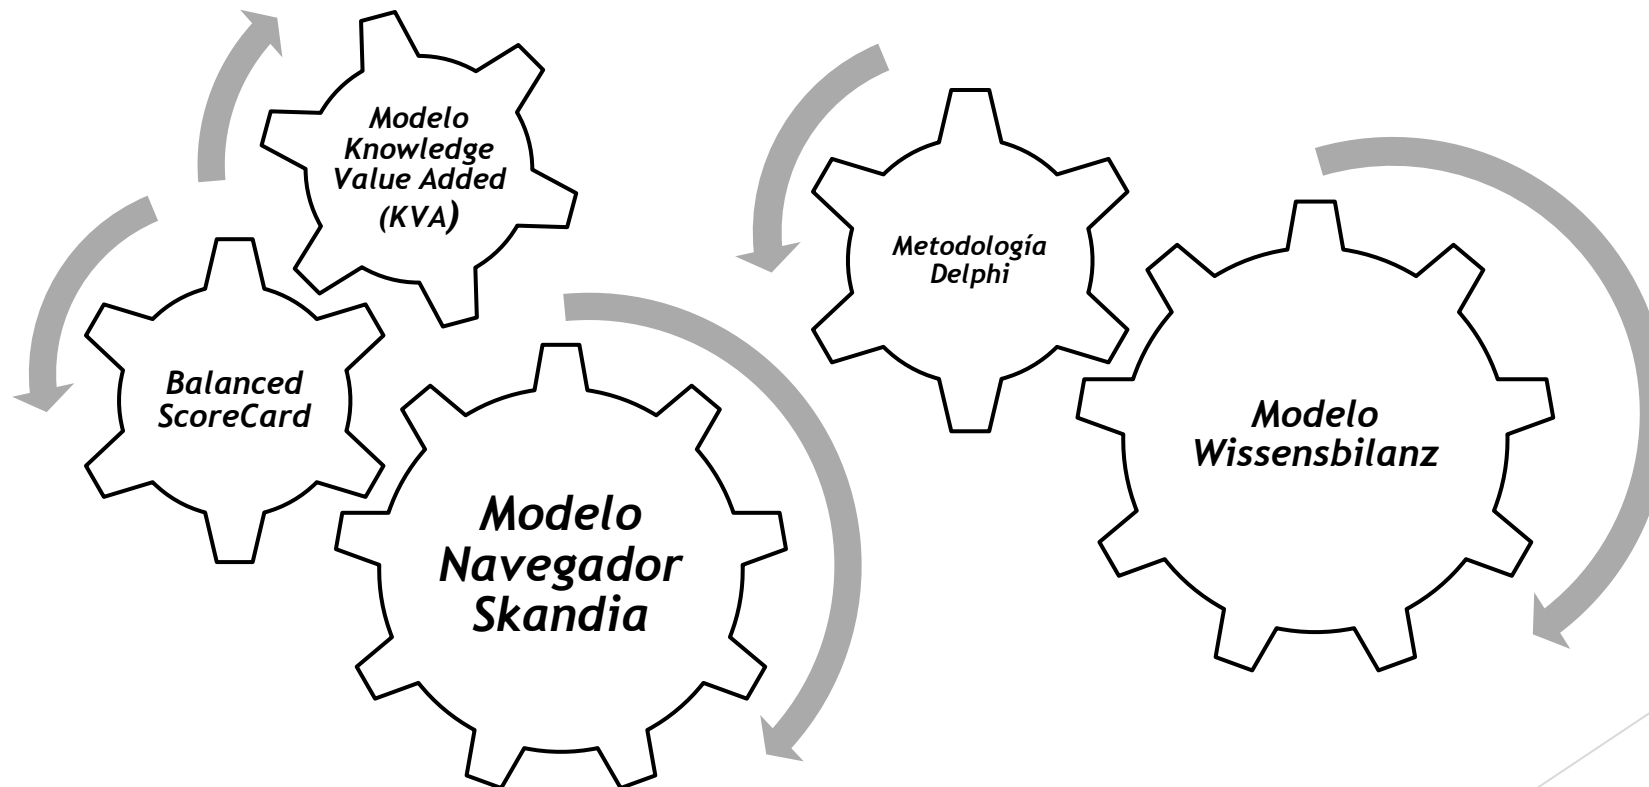 Modelo
Knowledge
Value Added
(KVA)
Balanced
ScoreCard
Modelo
Navegador
Skandia
Metodología
Delphi
Modelo
Wissensbilanz